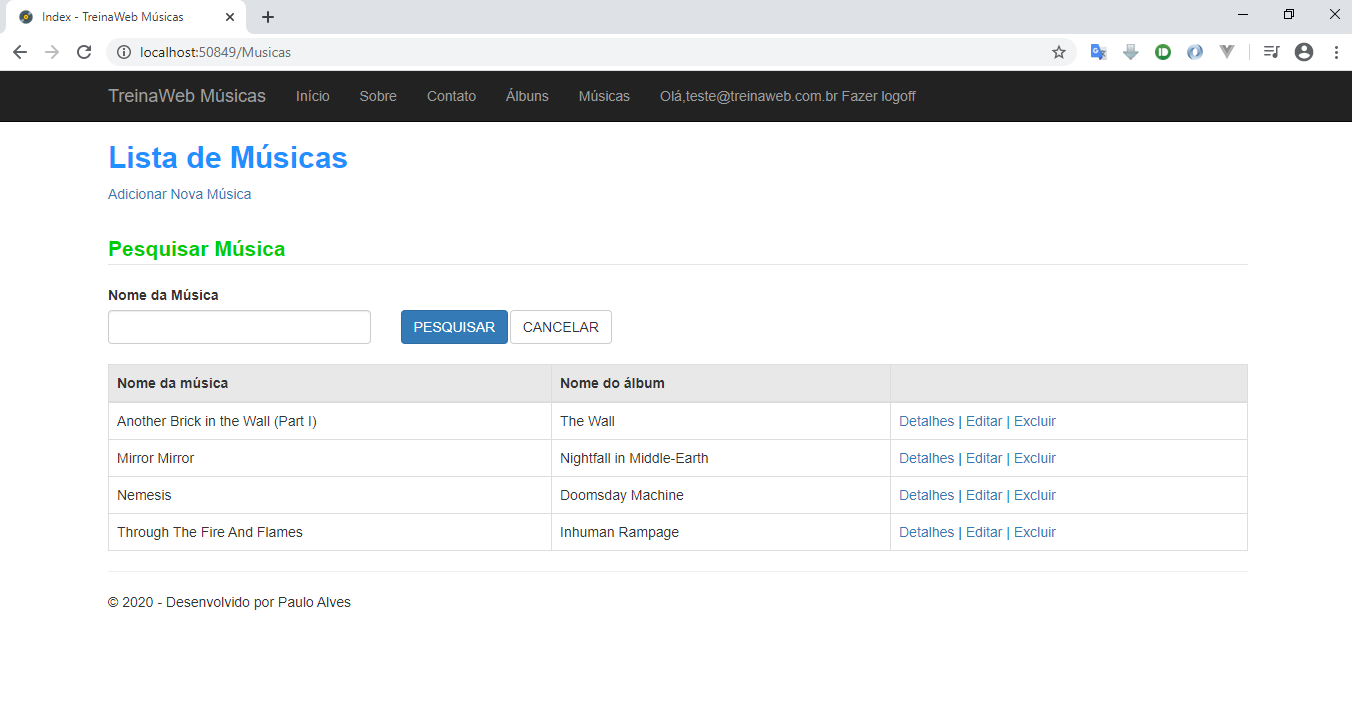 Index - TreinaWeb Músicas
localhost:50849/Musicas
TreinaWeb Músicas Início Sobre Contato Álbuns Músicas Olá,teste@treinaweb.com.br Fazer logoff
Lista de Músicas
Adicionar Nova Música
Pesquisar Música
Nome da Música
PESQUISAR CANCELAR
Nome da música Nome do álbum
Another Brick in the Wall (Part I) The Wall Detalhes | Editar | Excluir
Mirror Mirror Nightfall in Middle-Earth Detalhes | Editar | Excluir
Nemesis Doomsday Machine Detalhes | Editar | Excluir
Through The Fire And Flames Inhuman Rampage Detalhes | Editar | Excluir
© 2020 - Desenvolvido por Paulo Alves